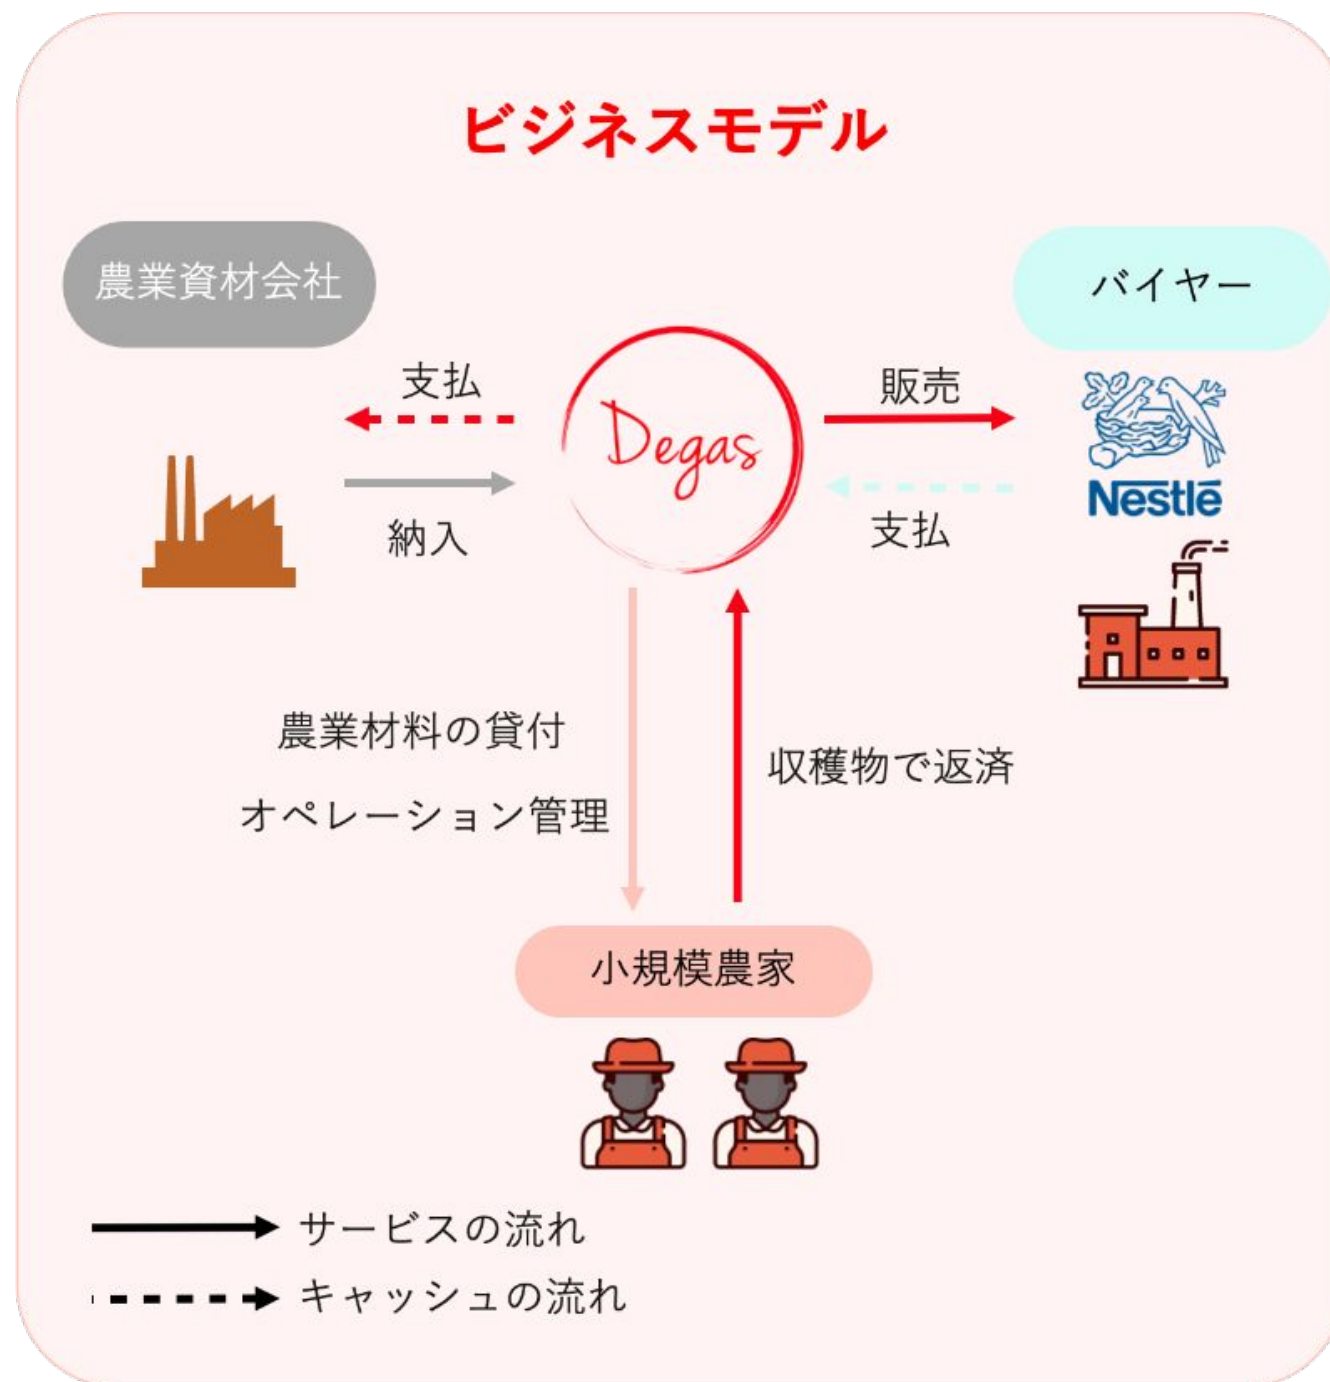 ビジネスモデル
農業資材会社
バイヤー
支払
販売
Degas
納入
支払
Nestlé
農業材料の貸付
オペレーション管理
収穫物で返済
小規模農家
サービスの流れ
キャッシュの流れ